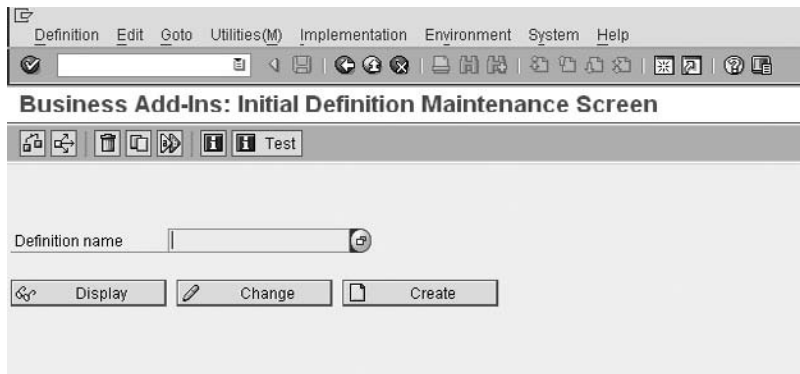 Definition Edit Goto Utilities(M) Implementation Environment System Help
Business Add-Ins: Initial Definition Maintenance Screen
Test
Definition name
Display Change Create